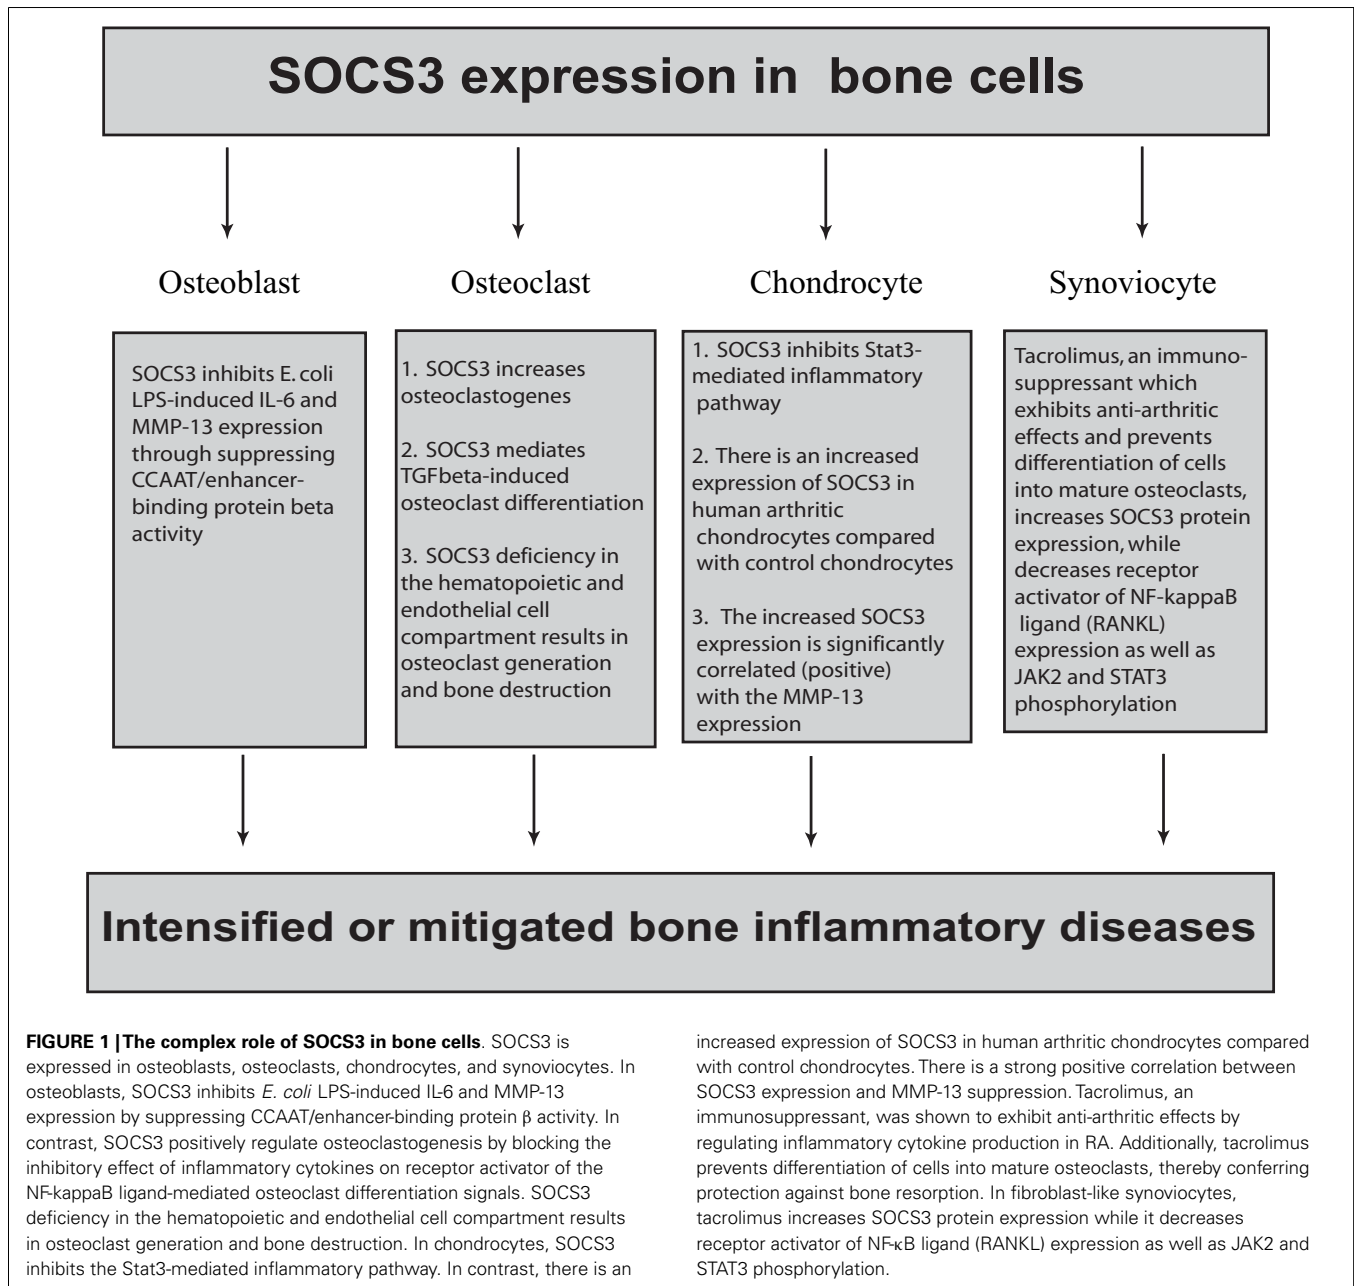 SOCS3 expression in bone cells
Osteoblast
Osteoclast
Chondrocyte
Synoviocyte
SOCS3 inhibits E. coli
LPS-induced IL-6 and
MMP-13 expression
through suppressing
CCAAT/enhancer-
binding protein beta
activity
1. SOCS3 increases
osteoclastogenes
2. SOCS3 mediates
TGFbeta-induced
osteoclast differentiation
3. SOCS3 deficiency in
the hematopoietic and
endothelial cell
compartment results in
osteoclast generation
and bone destruction
1. SOCS3 inhibits Stat3-
mediated inflammatory
pathway
2. There is an increased
expression of SOCS3 in
human arthritic
chondrocytes compared
with control chondrocytes
3. The increased SOCS3
expression is significantly
correlated (positive)
with the MMP-13
expression
Tacrolimus, an immuno-
suppressant which
exhibits anti-arthritic
effects and prevents
differentiation of cells
into mature osteoclasts,
increases SOCS3 protein
expression, while
decreases receptor
activator of NF-kappaB
ligand (RANKL)
expression as well as
JAK2 and STAT3
phosphorylation
Intensified or mitigated bone inflammatory diseases
FIGURE 1 | The complex role of SOCS3 in bone cells. SOCS3 is
expressed in osteoblasts, osteoclasts, chondrocytes, and synoviocytes. In
osteoblasts, SOCS3 inhibits E. coli LPS-induced IL-6 and MMP-13
expression by suppressing CCAAT/enhancer-binding protein β activity. In
contrast, SOCS3 positively regulate osteoclastogenesis by blocking the
inhibitory effect of inflammatory cytokines on receptor activator of the
NF-kappaB ligand-mediated osteoclast differentiation signals. SOCS3
deficiency in the hematopoietic and endothelial cell compartment results
in osteoclast generation and bone destruction. In chondrocytes, SOCS3
inhibits the Stat3-mediated inflammatory pathway. In contrast, there is an
increased expression of SOCS3 in human arthritic chondrocytes compared
with control chondrocytes. There is a strong positive correlation between
SOCS3 expression and MMP-13 suppression. Tacrolimus, an
immunosuppressant, was shown to exhibit anti-arthritic effects by
regulating inflammatory cytokine production in RA. Additionally, tacrolimus
prevents differentiation of cells into mature osteoclasts, thereby conferring
protection against bone resorption. In fibroblast-like synoviocytes,
tacrolimus increases SOCS3 protein expression while it decreases
receptor activator of NF-κB ligand (RANKL) expression as well as JAK2 and
STAT3 phosphorylation.